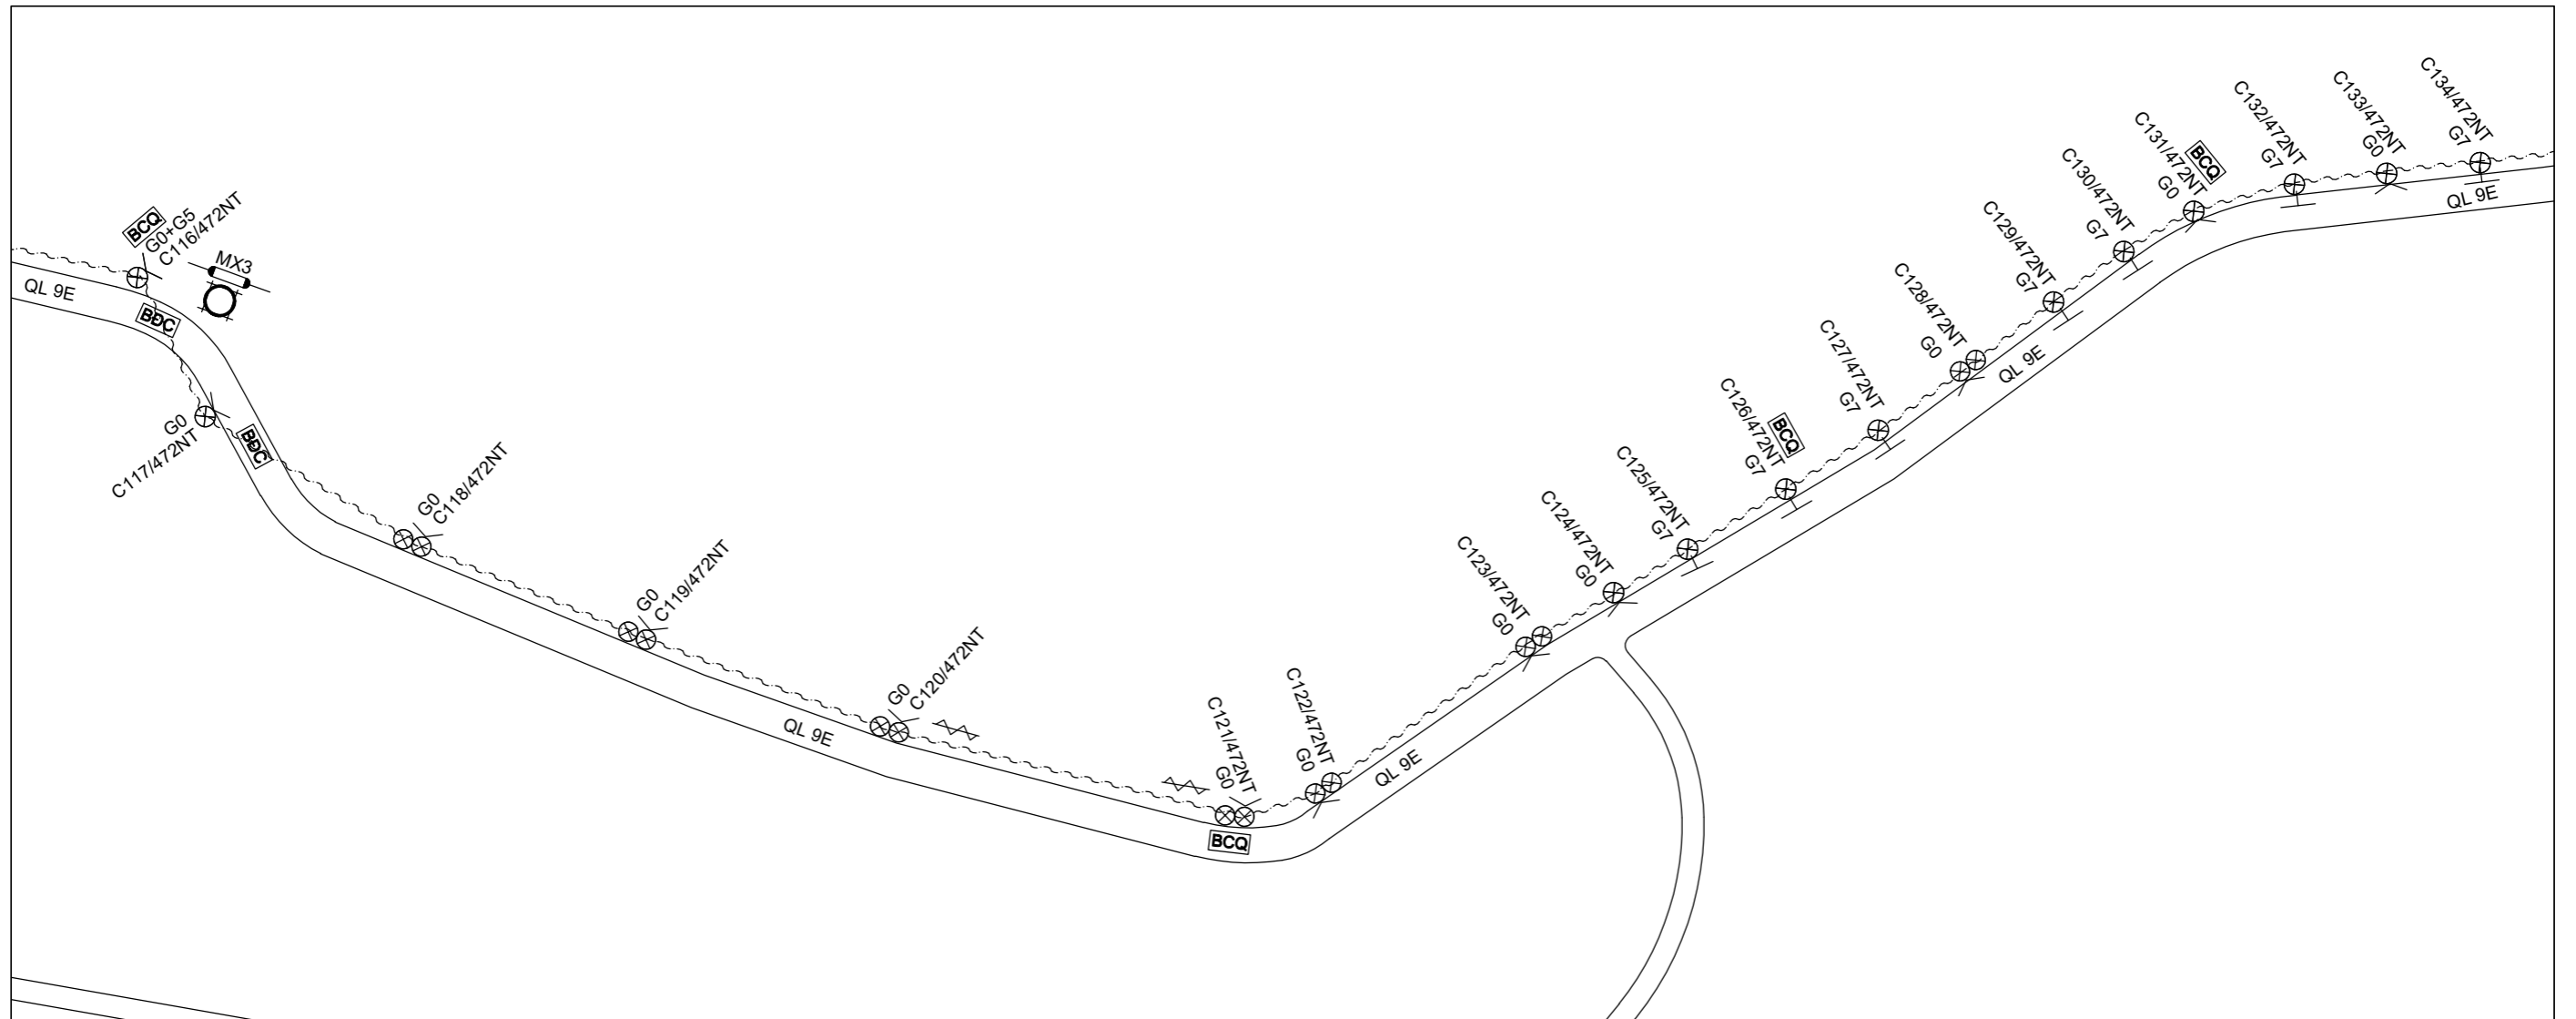 QL 9E
BCQ
G0+G5
C116/472NT
MX3
BĐC
G0
C117/472NT
BĐC
G0
C118/472NT
G0
C119/472NT
QL 9E
G0
C120/472NT
C121/472NT
G0
BCQ
C122/472NT
G0
QL 9E
C123/472NT
G0
C124/472NT
G0
C125/472NT
G7
C126/472NT
G7
BCQ
C127/472NT
G7
C128/472NT
G0
QL 9E
C129/472NT
G7
C130/472NT
G7
C131/472NT
G0
BCQ
C132/472NT
G7
C133/472NT
G0
C134/472NT
G7
QL 9E